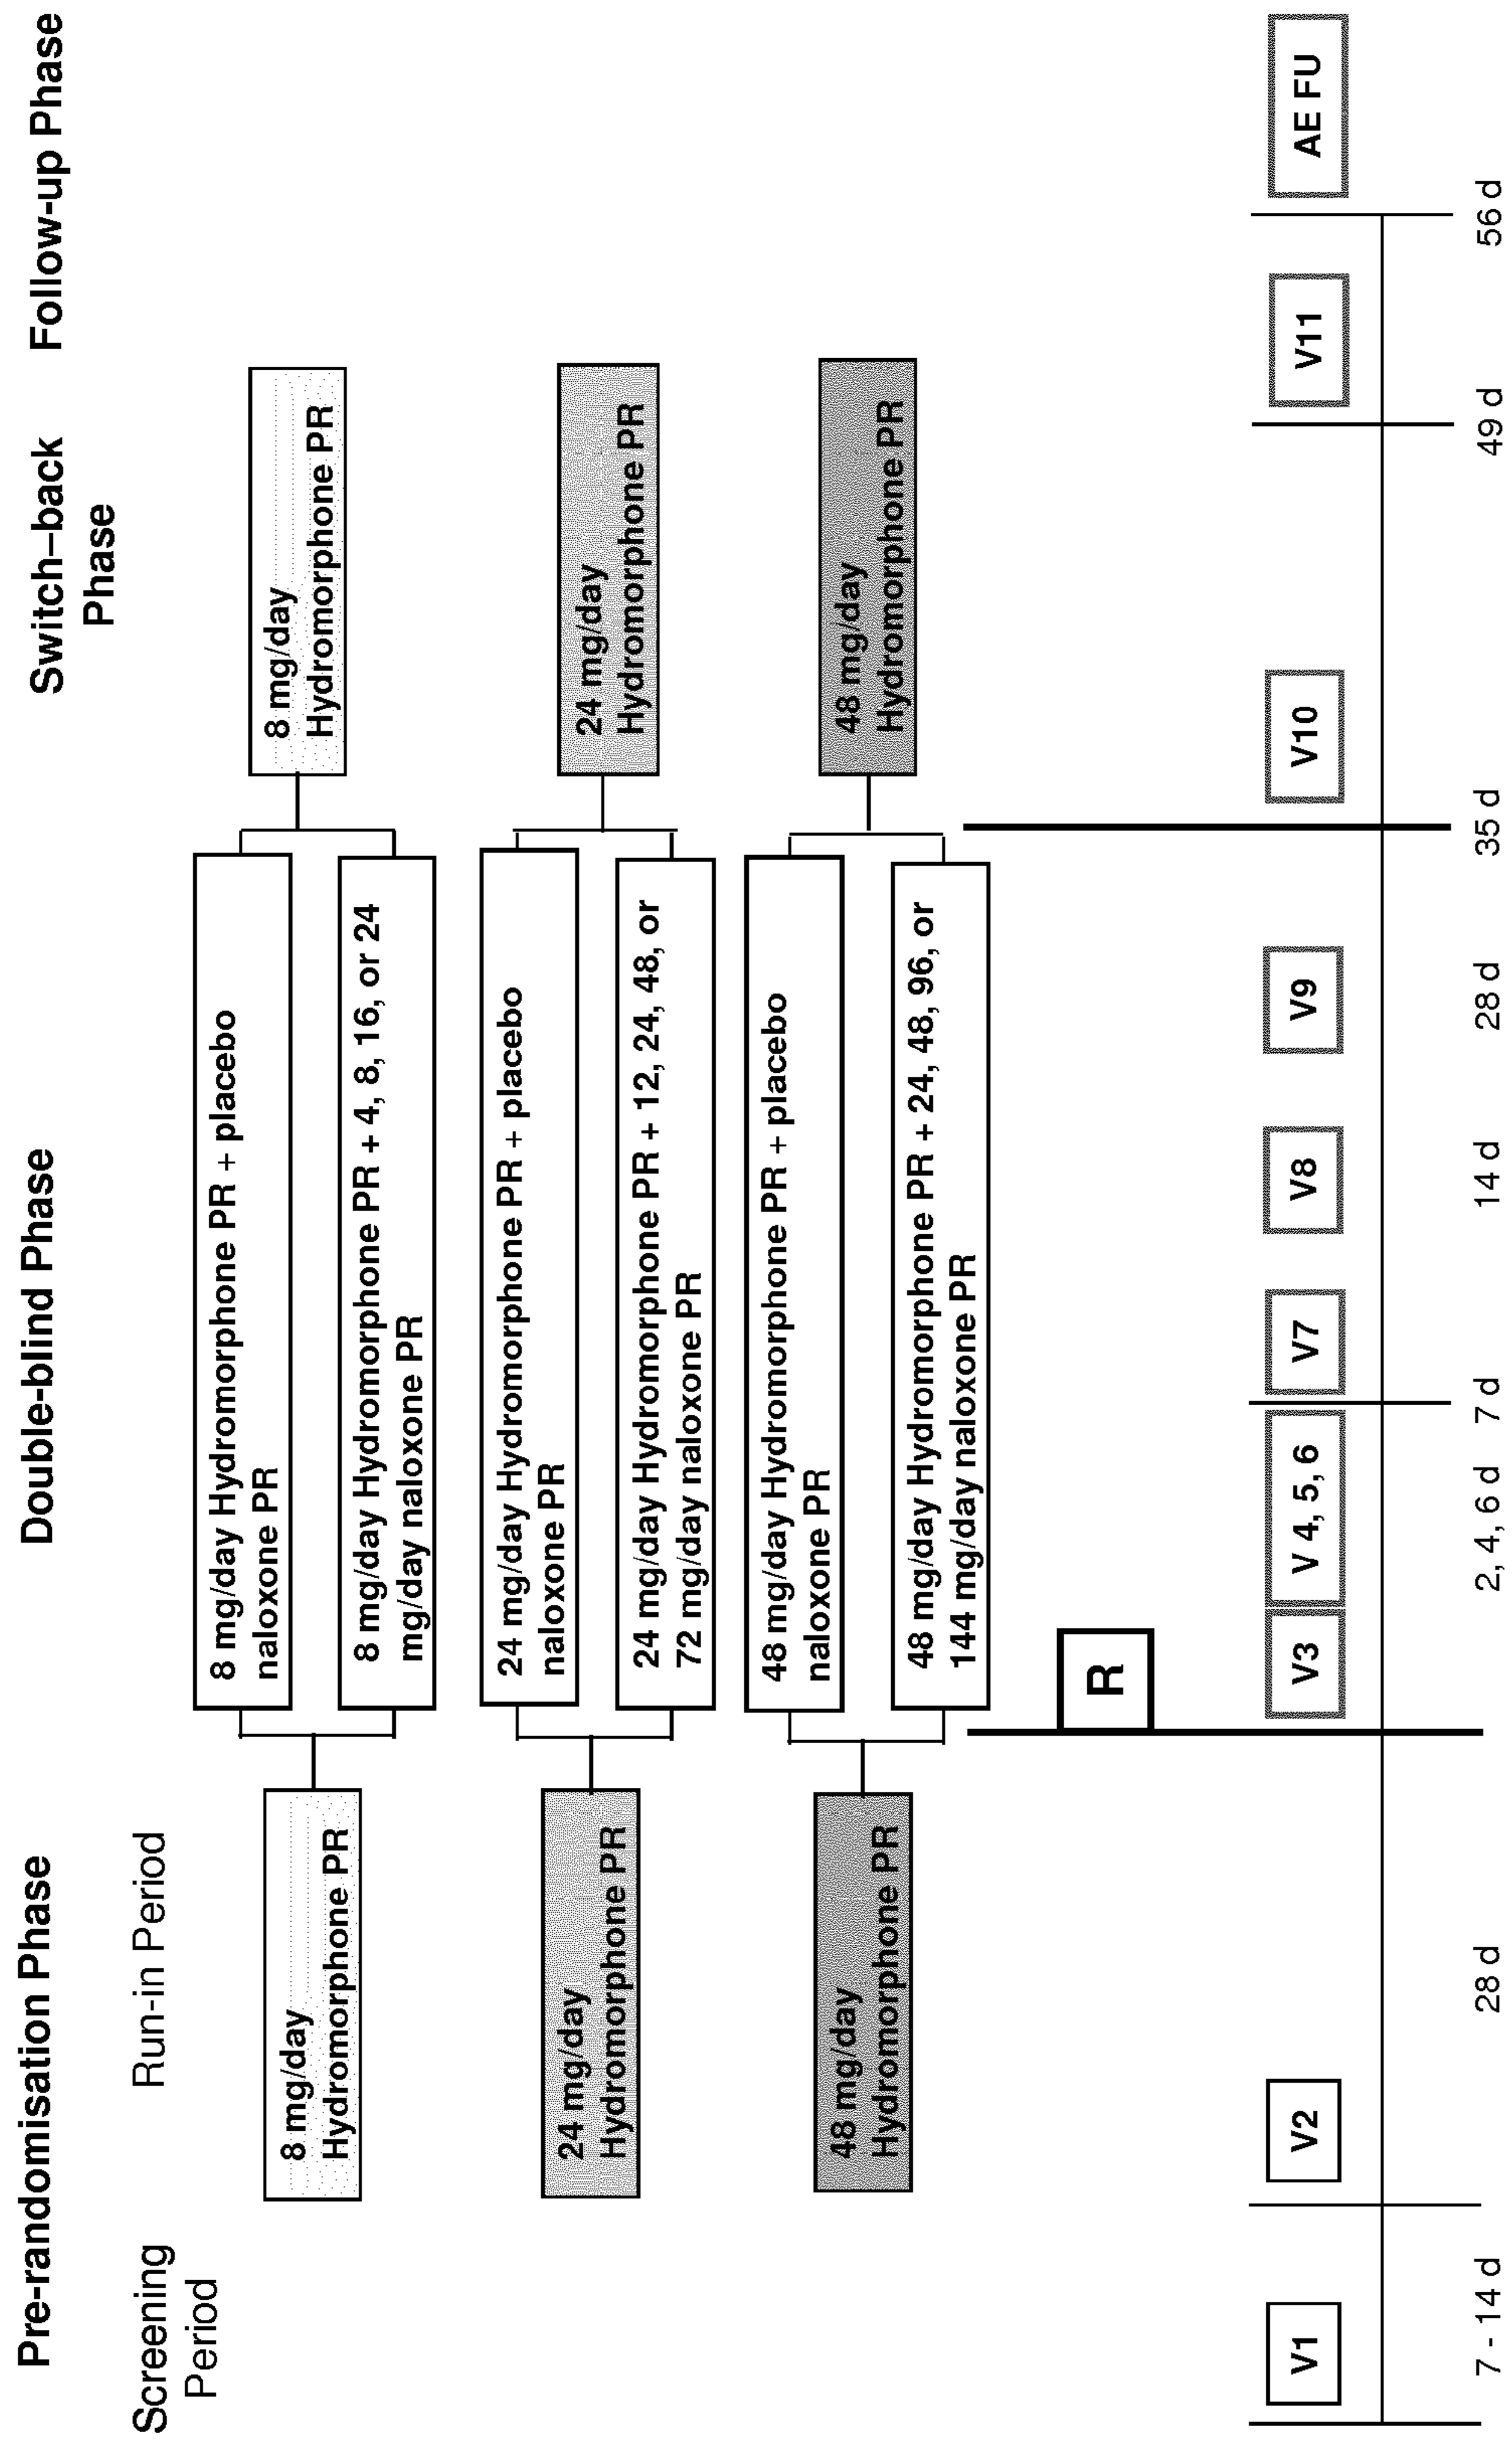 Pre-randomisation Phase
Double-blind Phase
Switch–back
Phase
Follow-up Phase
Screening
Period
Run-in Period
8 mg/day
Hydromorphone PR
8 mg/day Hydromorphone PR + placebo
naloxone PR
8 mg/day Hydromorphone PR + 4, 8, 16, or 24
mg/day naloxone PR
8 mg/day
Hydromorphone PR
24 mg/day
Hydromorphone PR
24 mg/day Hydromorphone PR + placebo
naloxone PR
24 mg/day Hydromorphone PR + 12, 24, 48, or
72 mg/day naloxone PR
24 mg/day
Hydromorphone PR
48 mg/day
Hydromorphone PR
48 mg/day Hydromorphone PR + placebo
naloxone PR
48 mg/day Hydromorphone PR + 24, 48, 96, or
144 mg/day naloxone PR
48 mg/day
Hydromorphone PR
R
V1
V2
V3
V 4, 5, 6
V7
V8
V9
V10
V11
AE FU
7 - 14 d
28 d
2, 4, 6 d
7 d
14 d
28 d
35 d
49 d
56 d